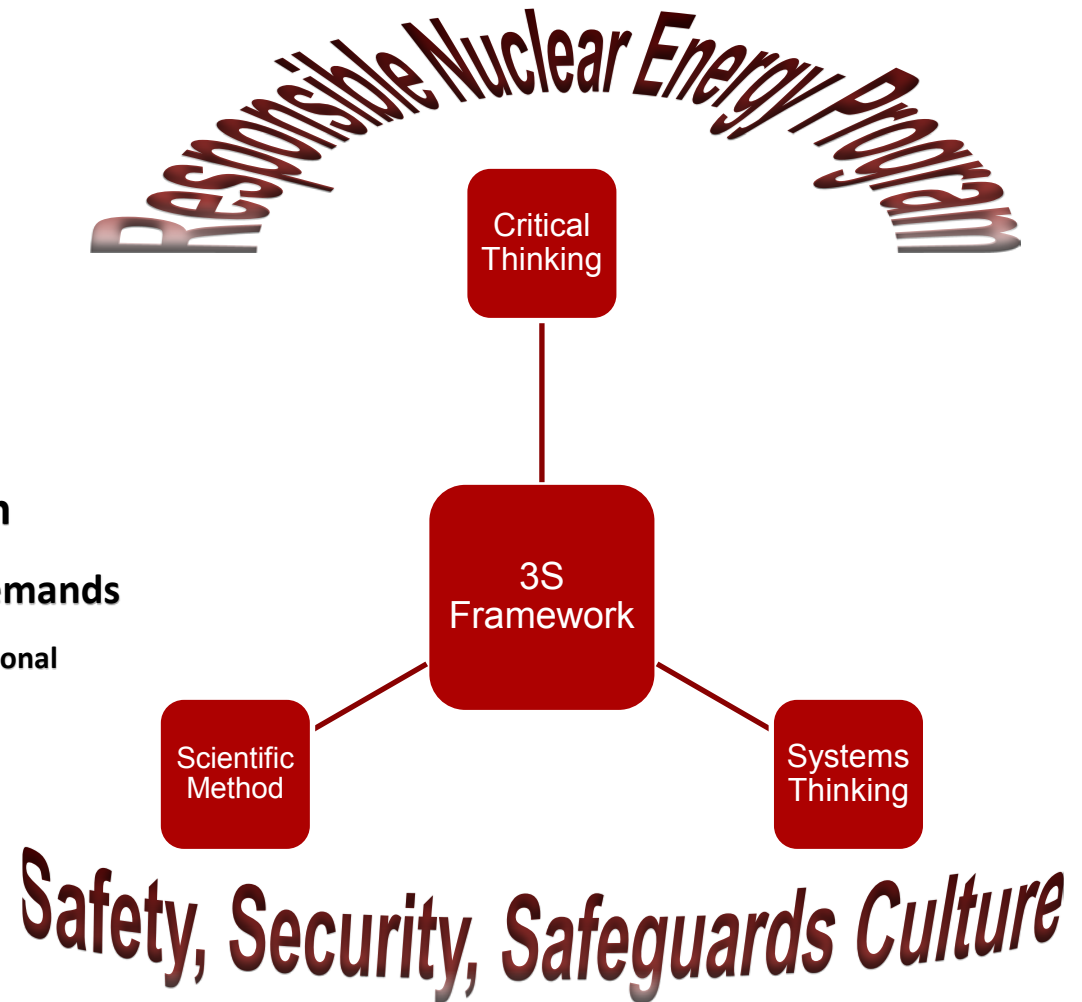 Responsible Nuclear Energy Program
Critical
Thinking
3S
Framework
Scientific
Method
Systems
Thinking
Safety, Security, Safeguards Culture